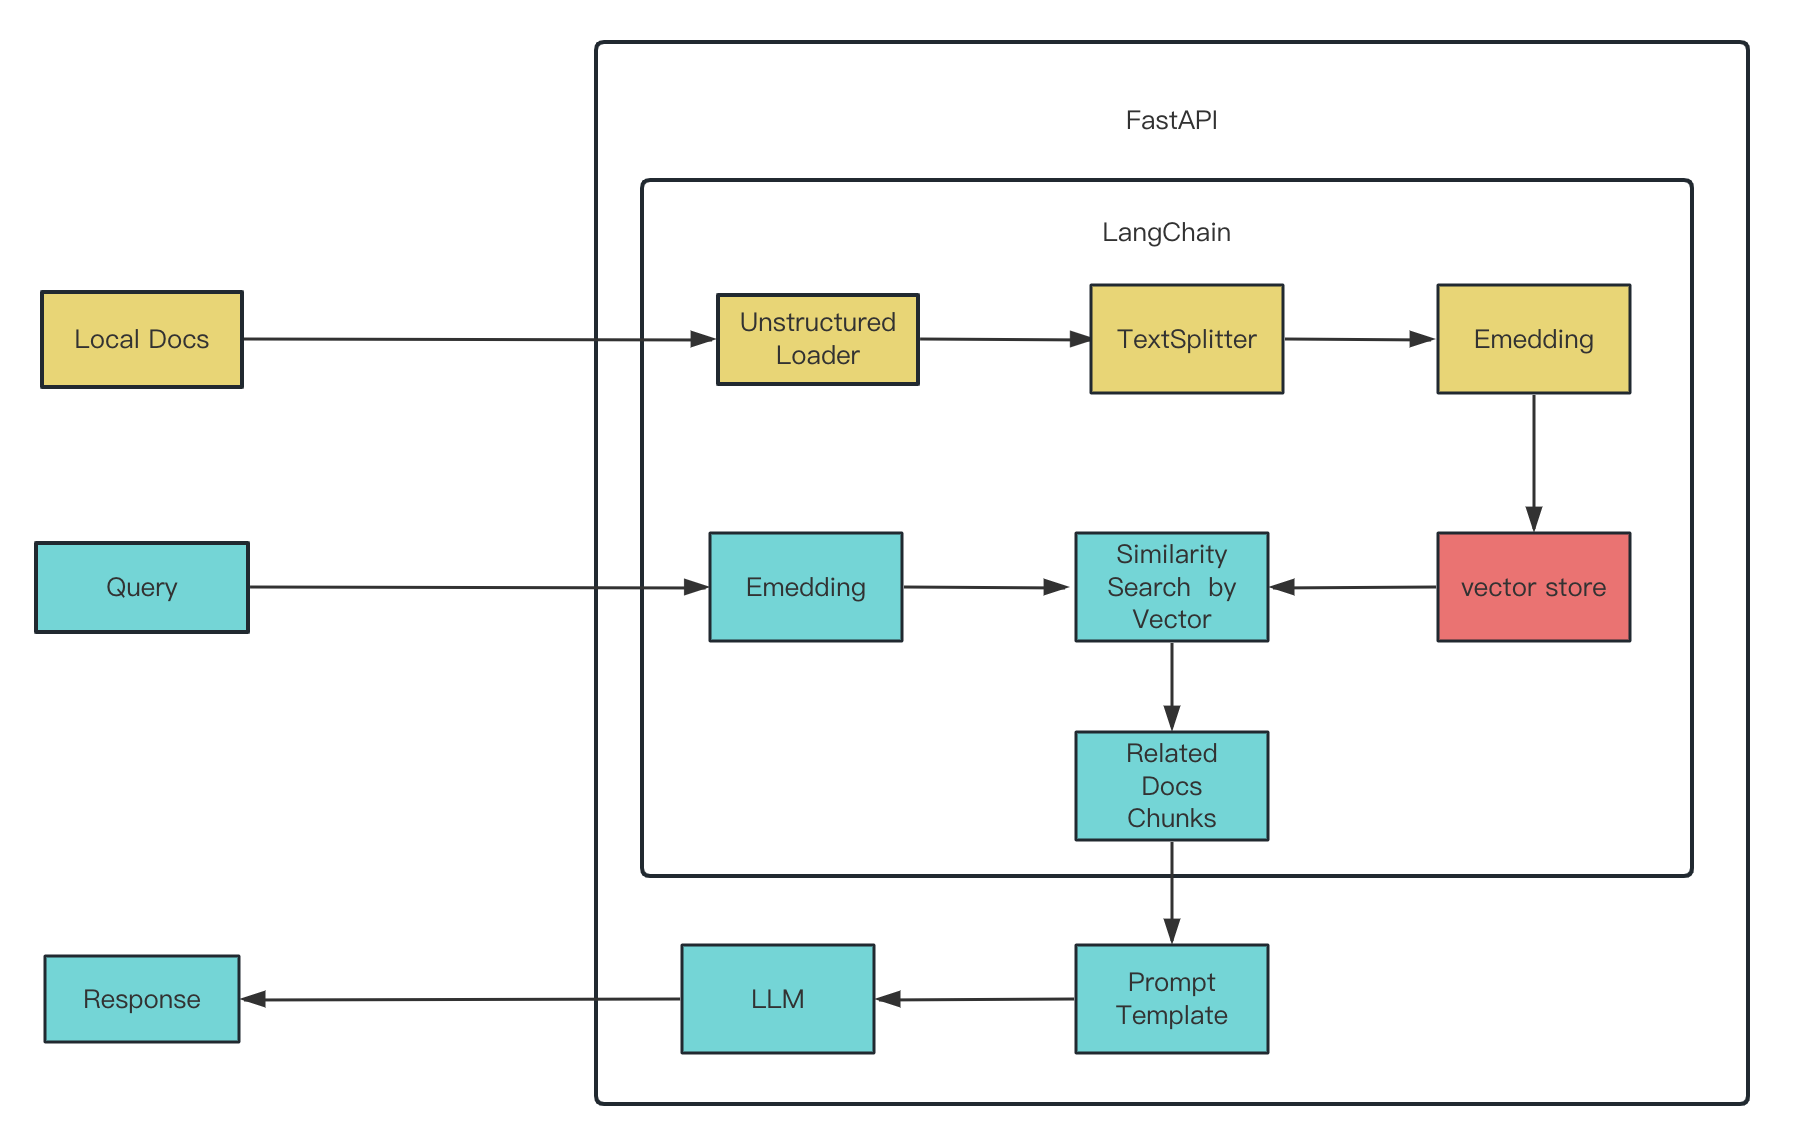 FastAPI
LangChain
Local Docs
Unstructured
Loader
TextSplitter
Emedding
Query
Emedding
Similarity
Search by
Vector
vector store
Related
Docs
Chunks
Response
LLM
Prompt
Template